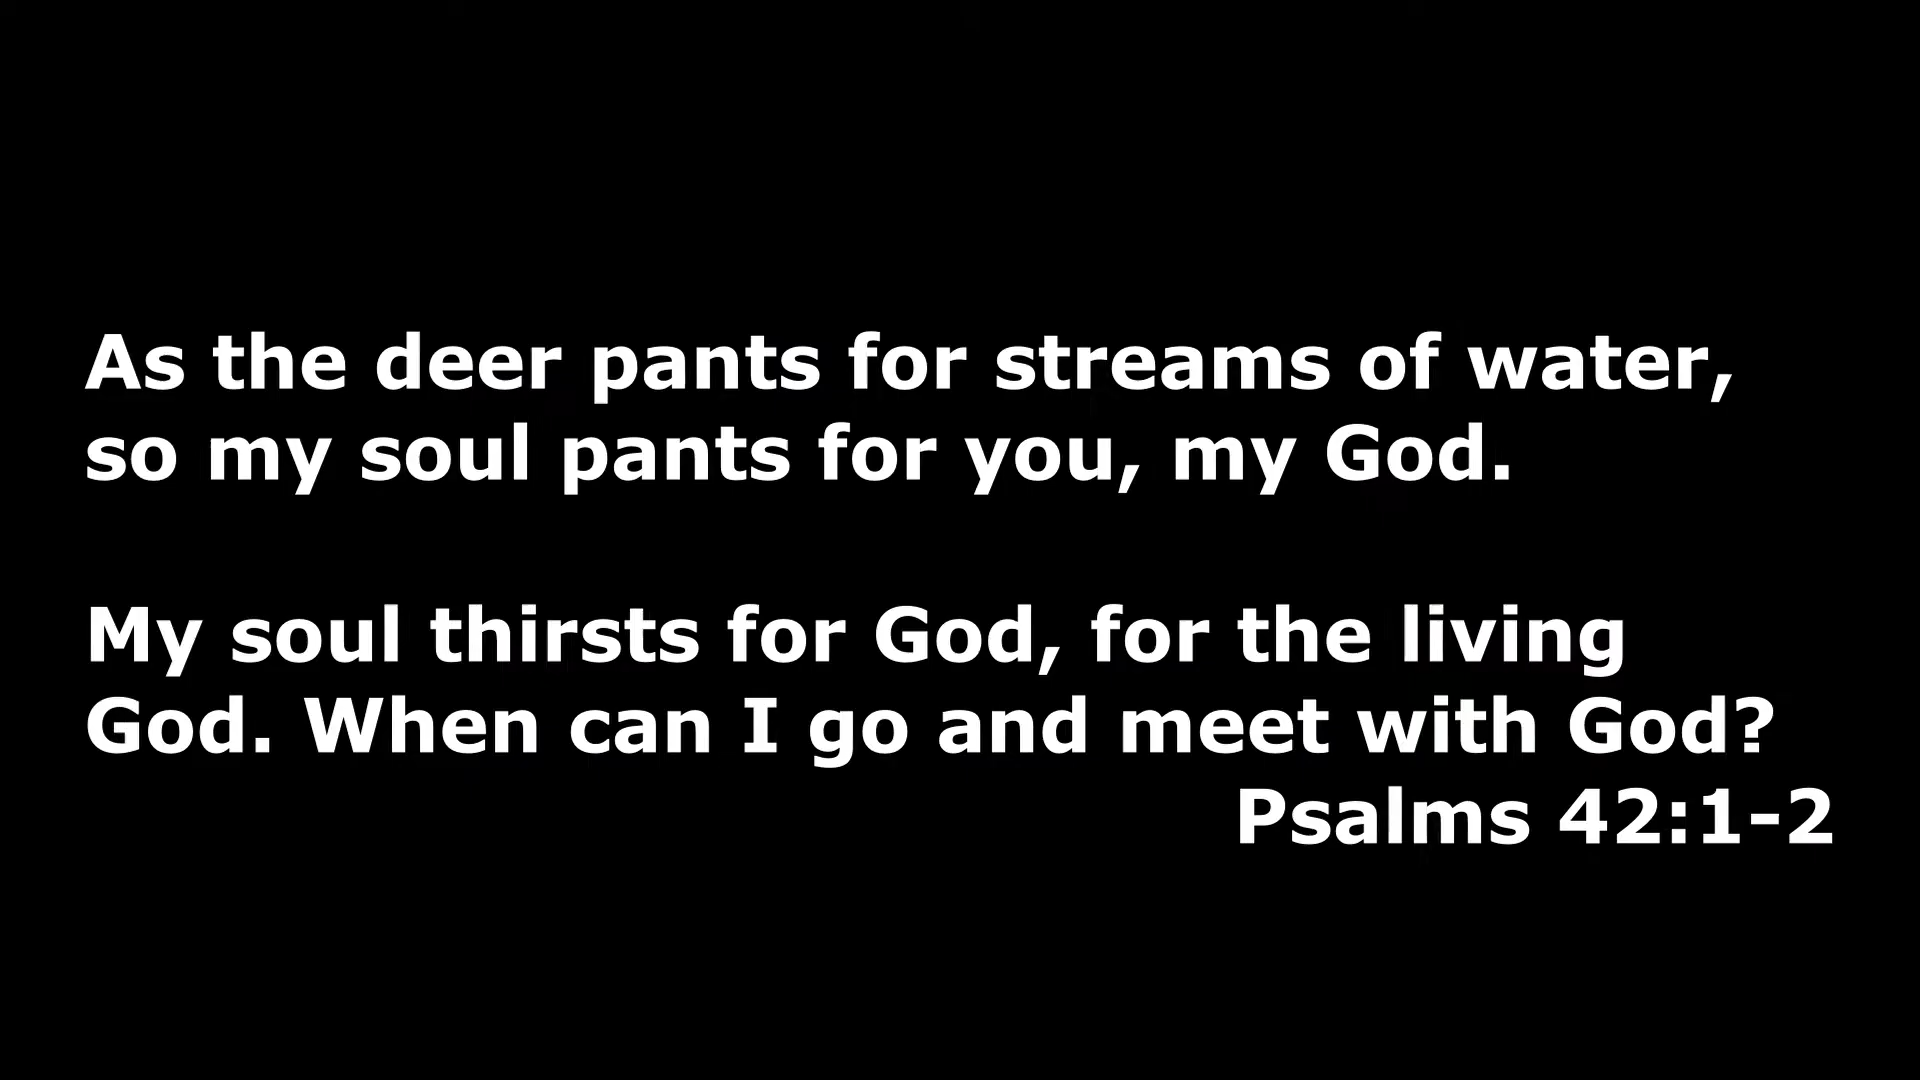 As the deer pants for streams of water,
so my soul pants for you, my God.
My soul thirsts for God, for the living
God. When can I go and meet with God?
Psalms 42:1-2